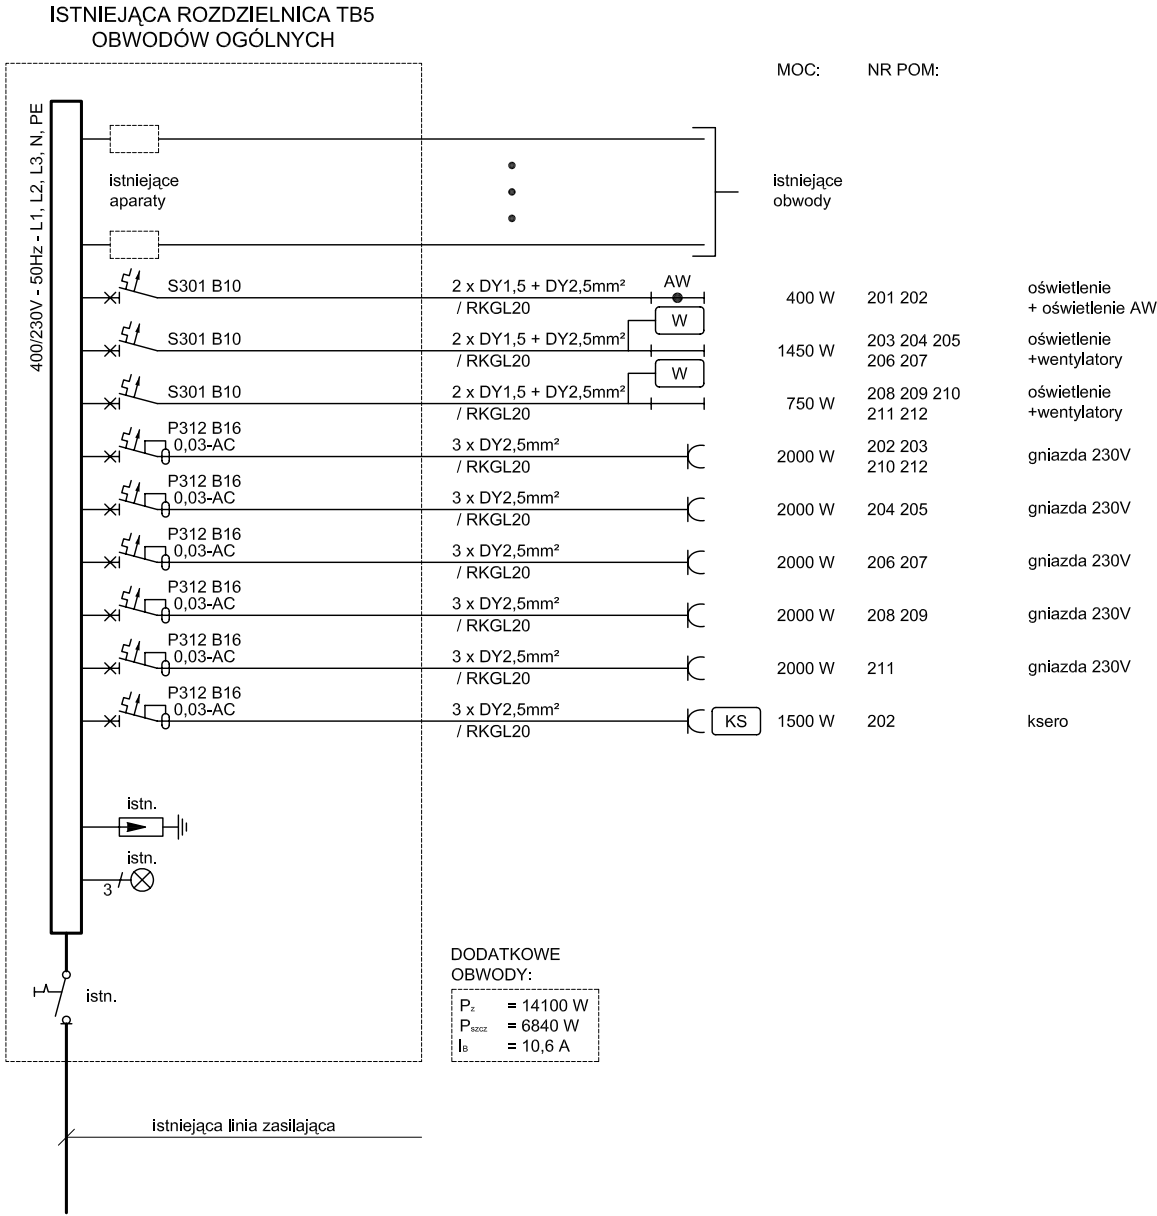 ISTNIEJĄCA ROZDZIELNICA TB5
OBWODÓW OGÓLNYCH
MOC: NR POM:
400/230V - 50Hz - L1, L2, L3, N, PE
istniejące
aparaty
istniejące
obwody
S301 B10 2 x DY1,5 + DY2,5mm² / RKGL20 AW 400 W 201 202 oświetlenie
+ oświetlenie AW
W
S301 B10 2 x DY1,5 + DY2,5mm² / RKGL20 1450 W 203 204 205 oświetlenie
206 207 +wentylatory
W
S301 B10 2 x DY1,5 + DY2,5mm² / RKGL20 750 W 208 209 210 oświetlenie
211 212 +wentylatory
P312 B16 3 x DY2,5mm² 202 203
0,03-AC / RKGL20 2000 W 210 212 gniazda 230V
P312 B16 3 x DY2,5mm²
0,03-AC / RKGL20 2000 W 204 205 gniazda 230V
P312 B16 3 x DY2,5mm²
0,03-AC / RKGL20 2000 W 206 207 gniazda 230V
P312 B16 3 x DY2,5mm²
0,03-AC / RKGL20 2000 W 208 209 gniazda 230V
P312 B16 3 x DY2,5mm²
0,03-AC / RKGL20 2000 W 211 gniazda 230V
P312 B16 3 x DY2,5mm²
0,03-AC / RKGL20 KS 1500 W 202 ksero
istn.
istn.
3
istn.
DODATKOWE
OBWODY:
Pz = 14100 W
Pszcz = 6840 W
IB = 10,6 A
istniejąca linia zasilająca